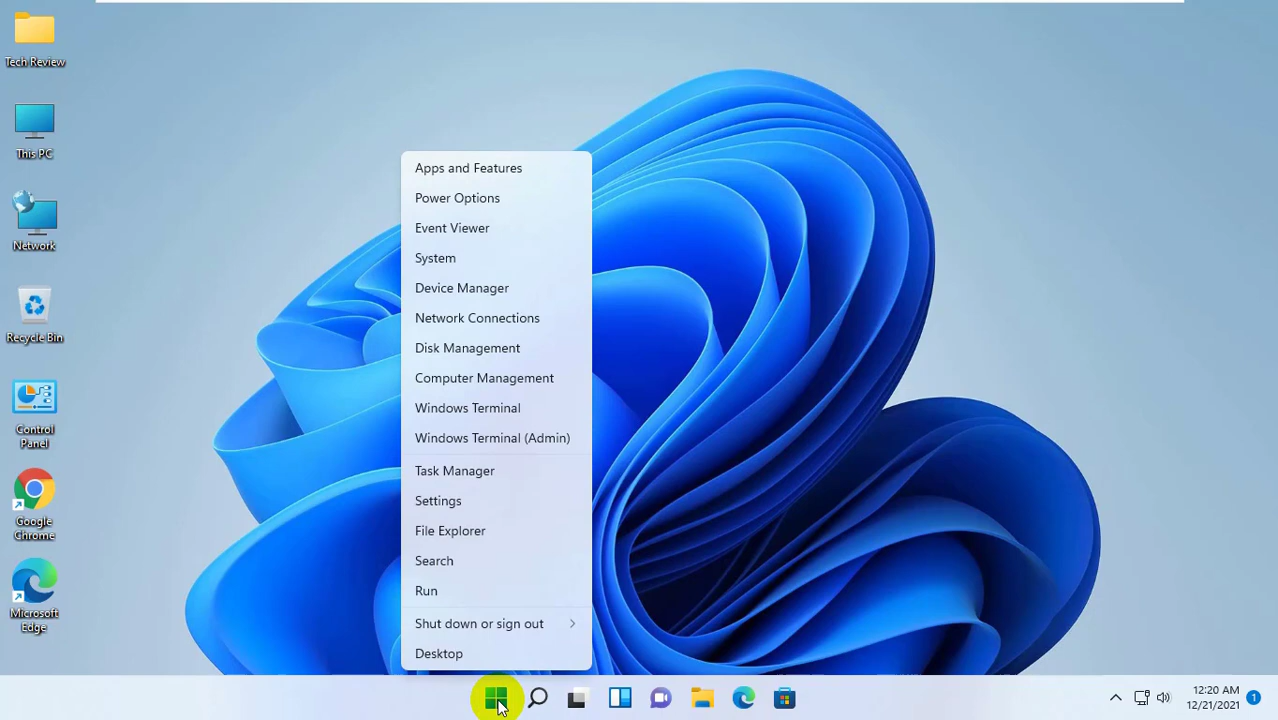 Tech Review
This PC
Network
Recycle Bin
Control
Panel
Google
Chrome
Microsoft
Edge
Apps and Features
Power Options
Event Viewer
System
Device Manager
Network Connections
Disk Management
Computer Management
Windows Terminal
Windows Terminal (Admin)
Task Manager
Settings
File Explorer
Search
Run
Shut down or sign out
Desktop
12:20 AM
12/21/2021
1